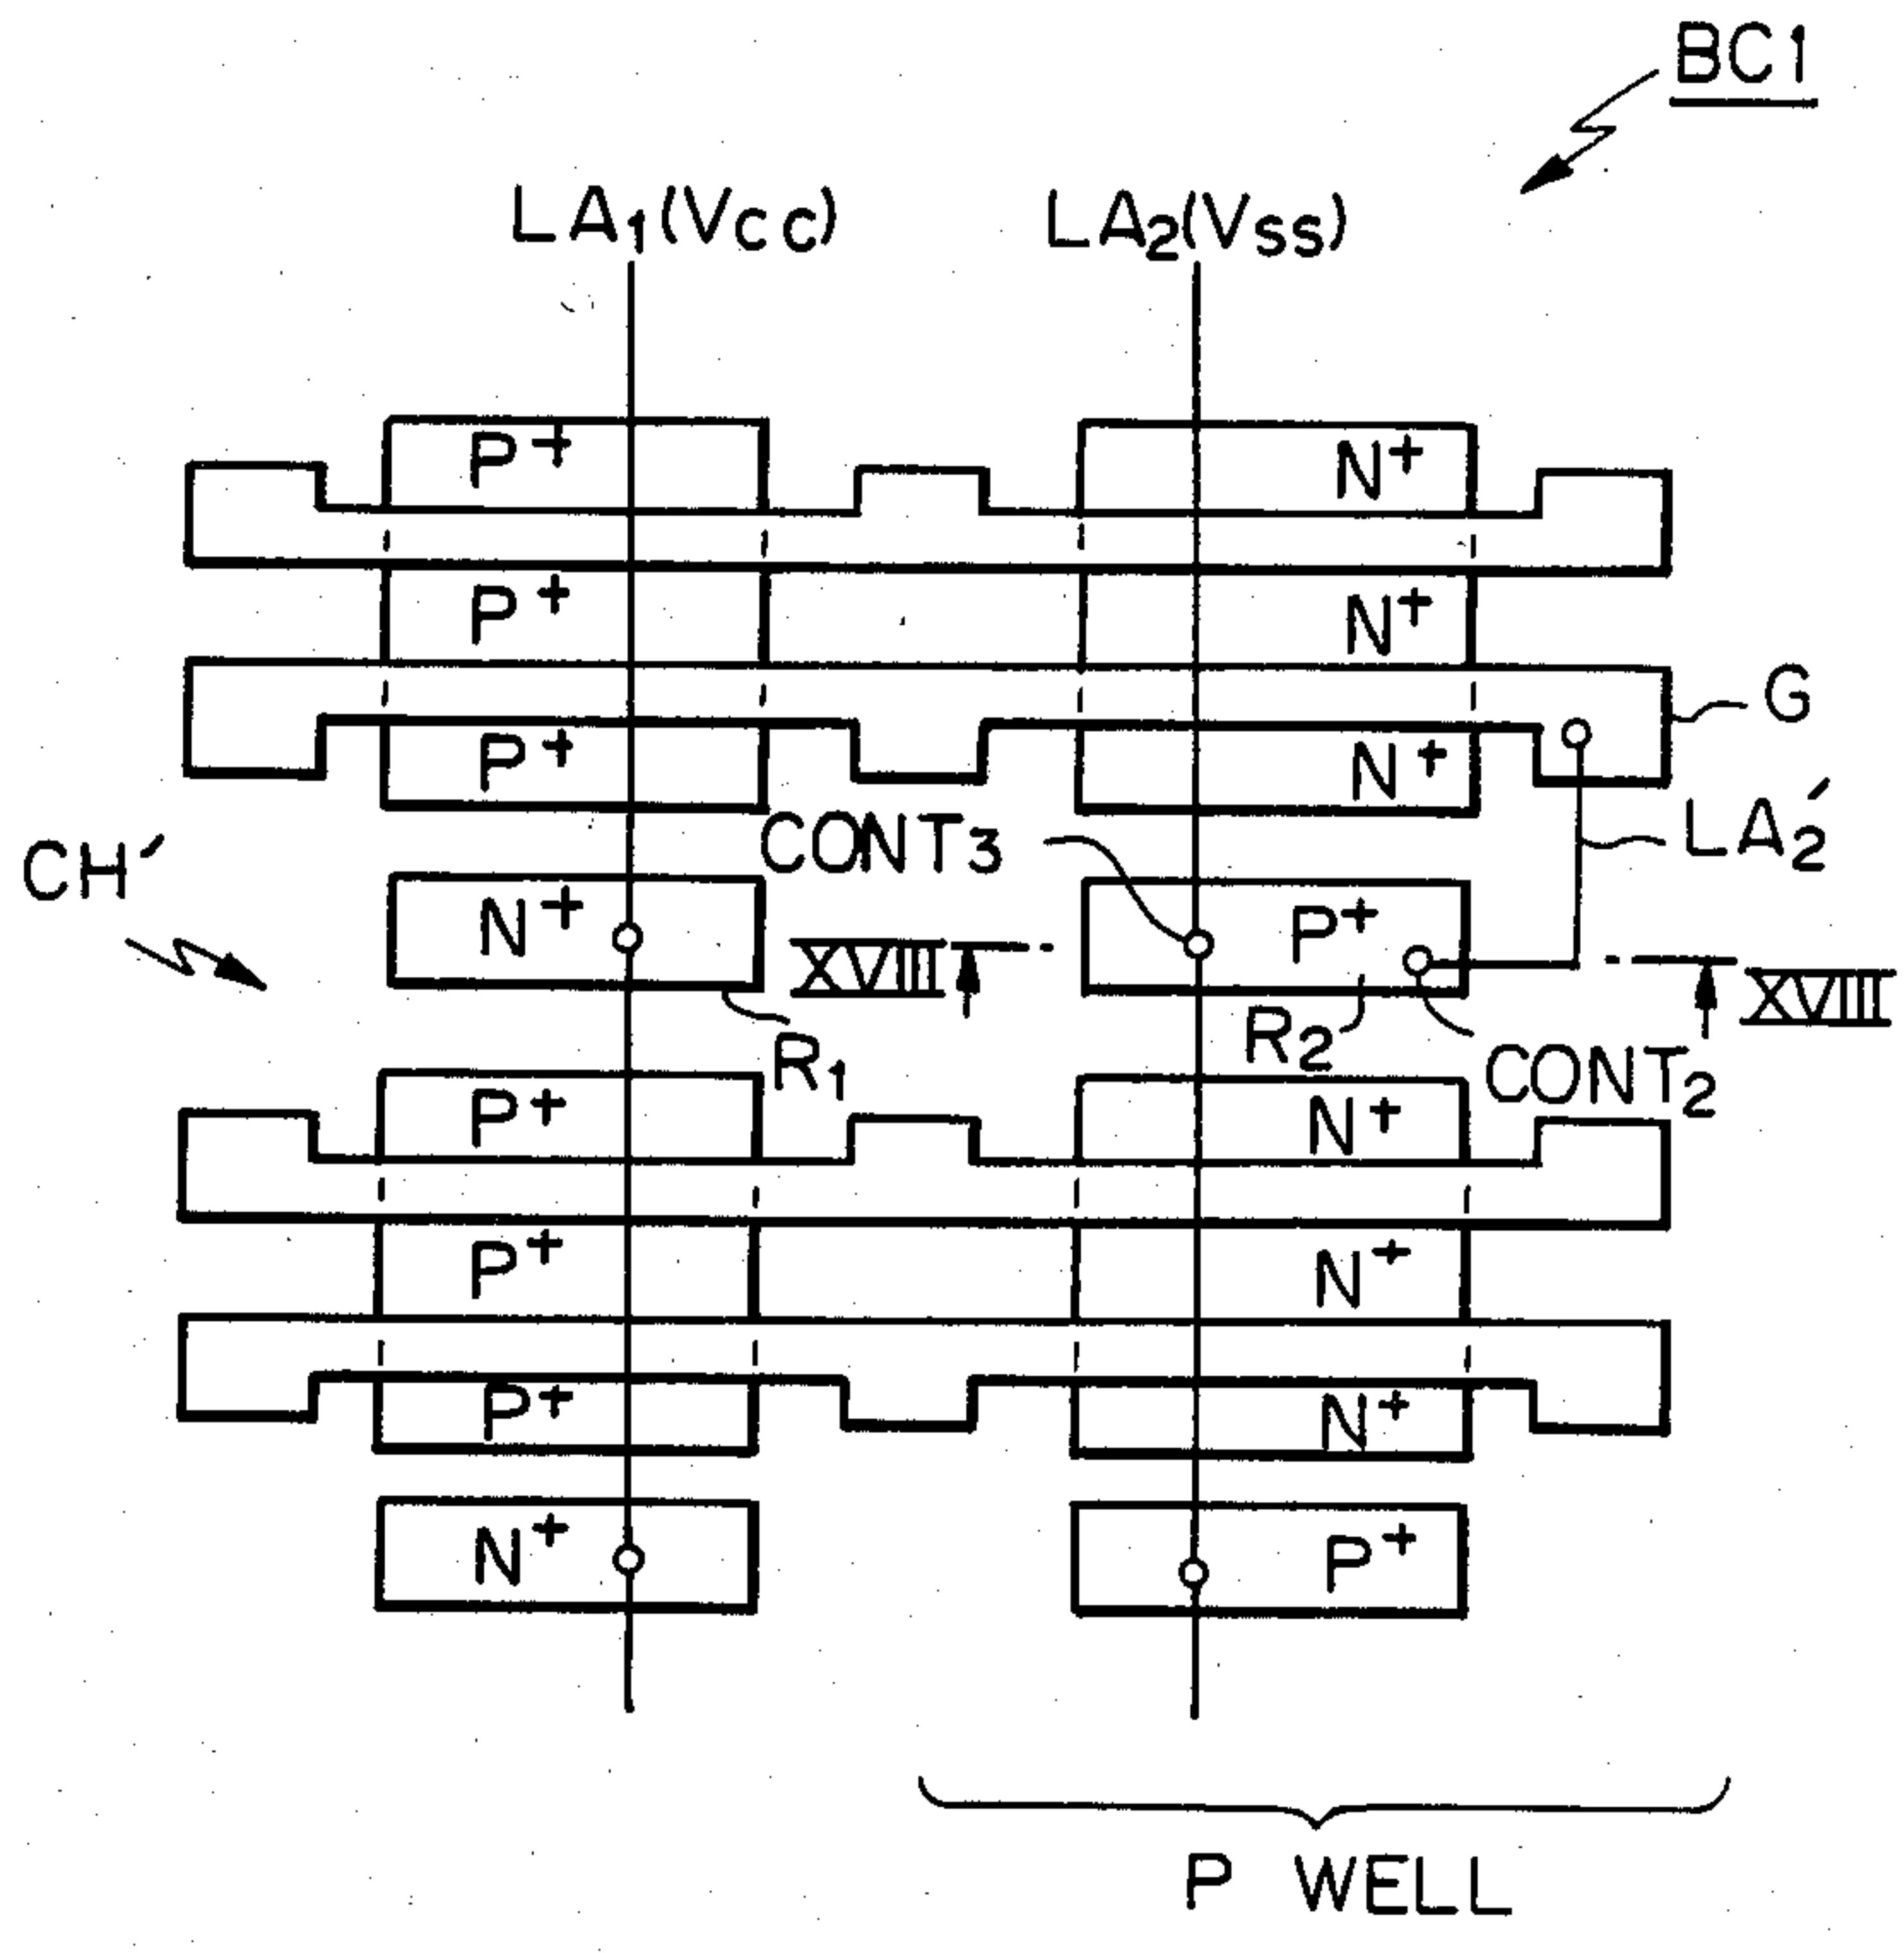 BC1
LA1(Vcc) LA2(Vss)
P+ N+
P+ N+
G
P+ N+
LA2'
CONT3
CH'
N+ P+
XVIII XVIII
R1 R2
CONT2
P+ N+
P+ N+
P+ N+
N+ P+
P WELL